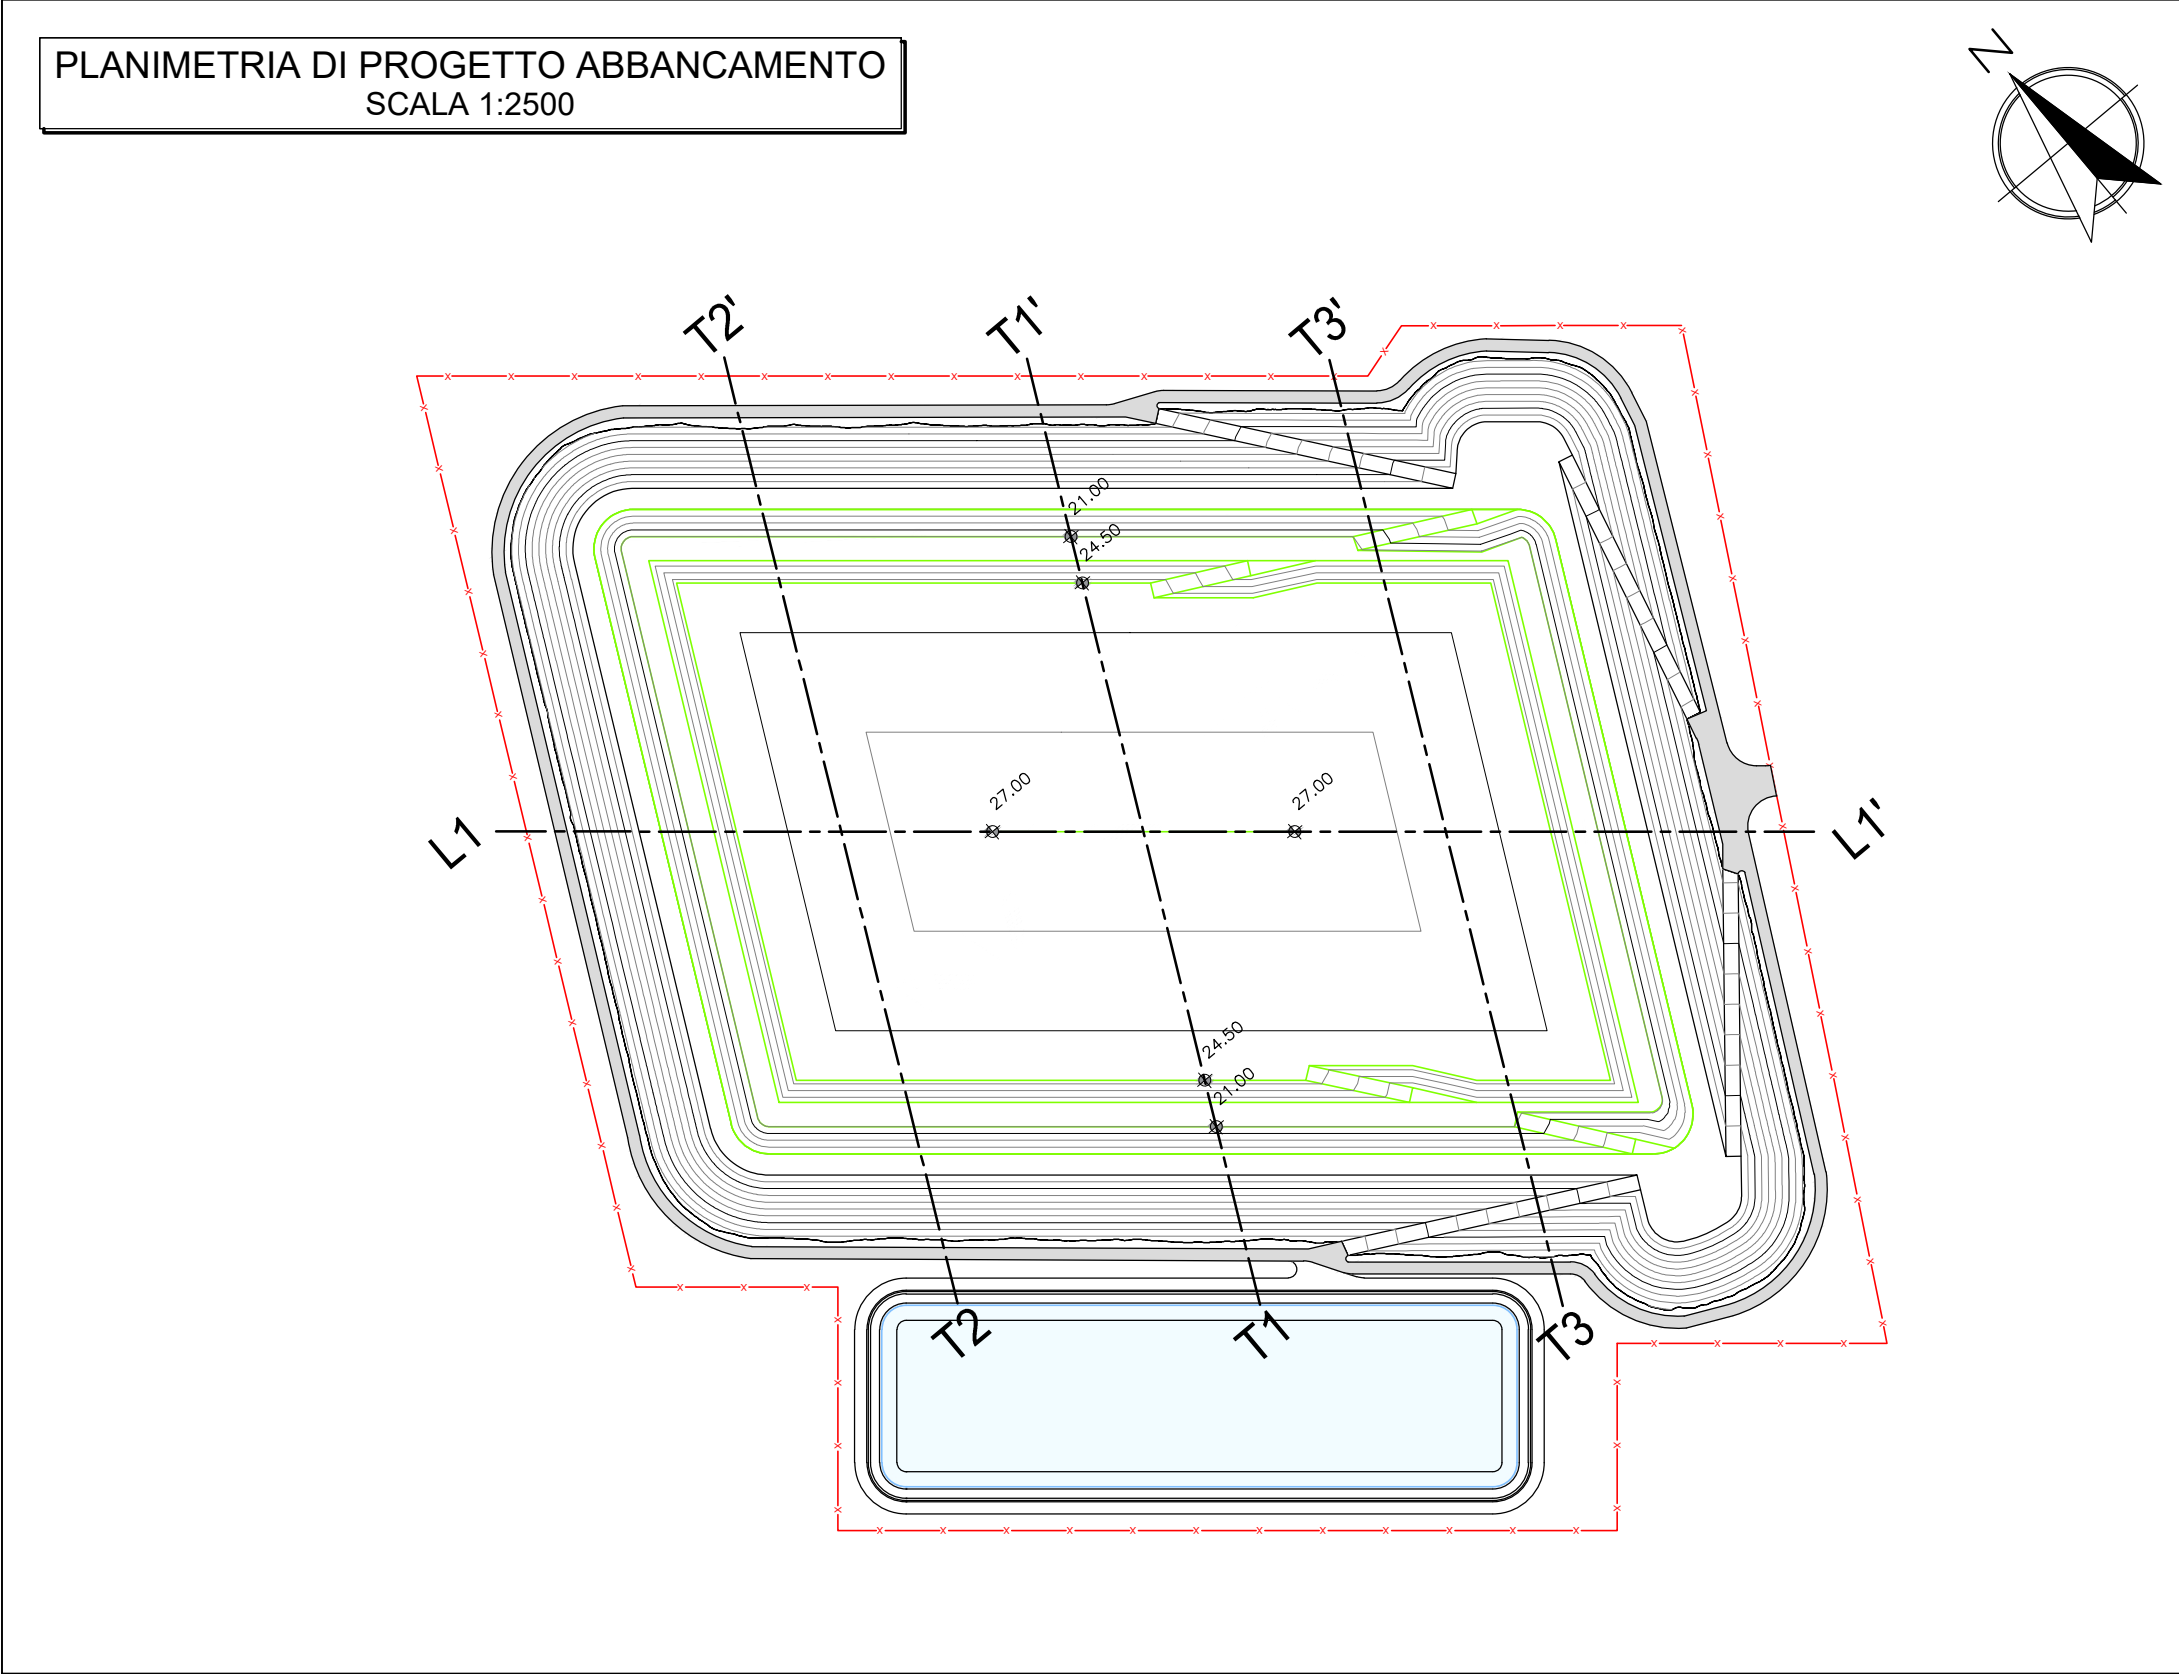 PLANIMETRIA DI PROGETTO ABBANCAMENTO
SCALA 1:2500
N
T2'
T1'
T3'
21.00
24.50
27.00
27.00
L1
L1'
24.50
21.00
T2
T1
T3